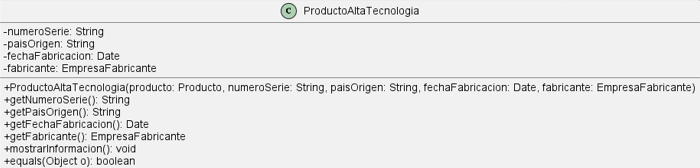 C ProductoAltaTecnologia
-numeroSerie: String
-paisOrigen: String
-fechaFabricacion: Date
-fabricante: EmpresaFabricante
+ProductoAltaTecnologia(producto: Producto, numeroSerie: String, paisOrigen: String, fechaFabricacion: Date, fabricante: EmpresaFabricante)
+getNumeroSerie(): String
+getPaisOrigen(): String
+getFechaFabricacion(): Date
+getFabricante(): EmpresaFabricante
+mostrarInformacion(): void
+equals(Object o): boolean